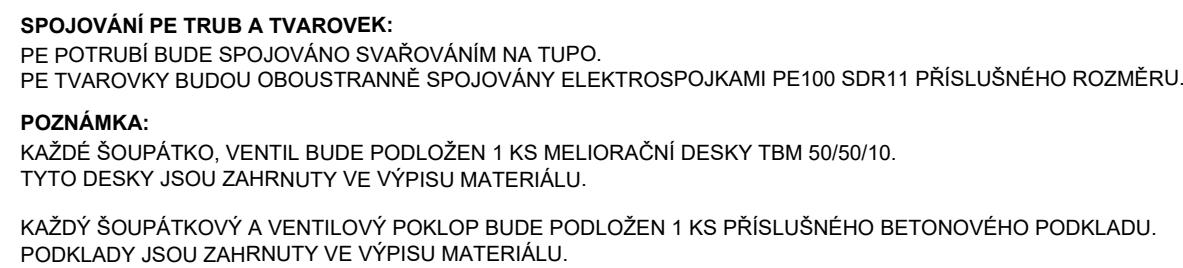 SPOJOVÁNÍ PE TRUB A TVAROVEK:
PE POTRUBÍ BUDE SPOJOVÁNO SVAŘOVÁNÍM NA TUPO.
PE TVAROVKY BUDOU OBOUSTRANNĚ SPOJOVÁNY ELEKTROSPOJKAMI PE100 SDR11 PŘÍSLUŠNÉHO ROZMĚRU.
POZNÁMKA:
KAŽDÉ ŠOUPÁTKO, VENTIL BUDE PODLOŽEN 1 KS MELIORAČNÍ DESKY TBM 50/50/10.
TYTO DESKY JSOU ZAHRNUTY VE VÝPISU MATERIÁLU.
KAŽDÝ ŠOUPÁTKOVÝ A VENTILOVÝ POKLOP BUDE PODLOŽEN 1 KS PŘÍSLUŠNÉHO BETONOVÉHO PODKLADU.
PODKLADY JSOU ZAHRNUTY VE VÝPISU MATERIÁLU.